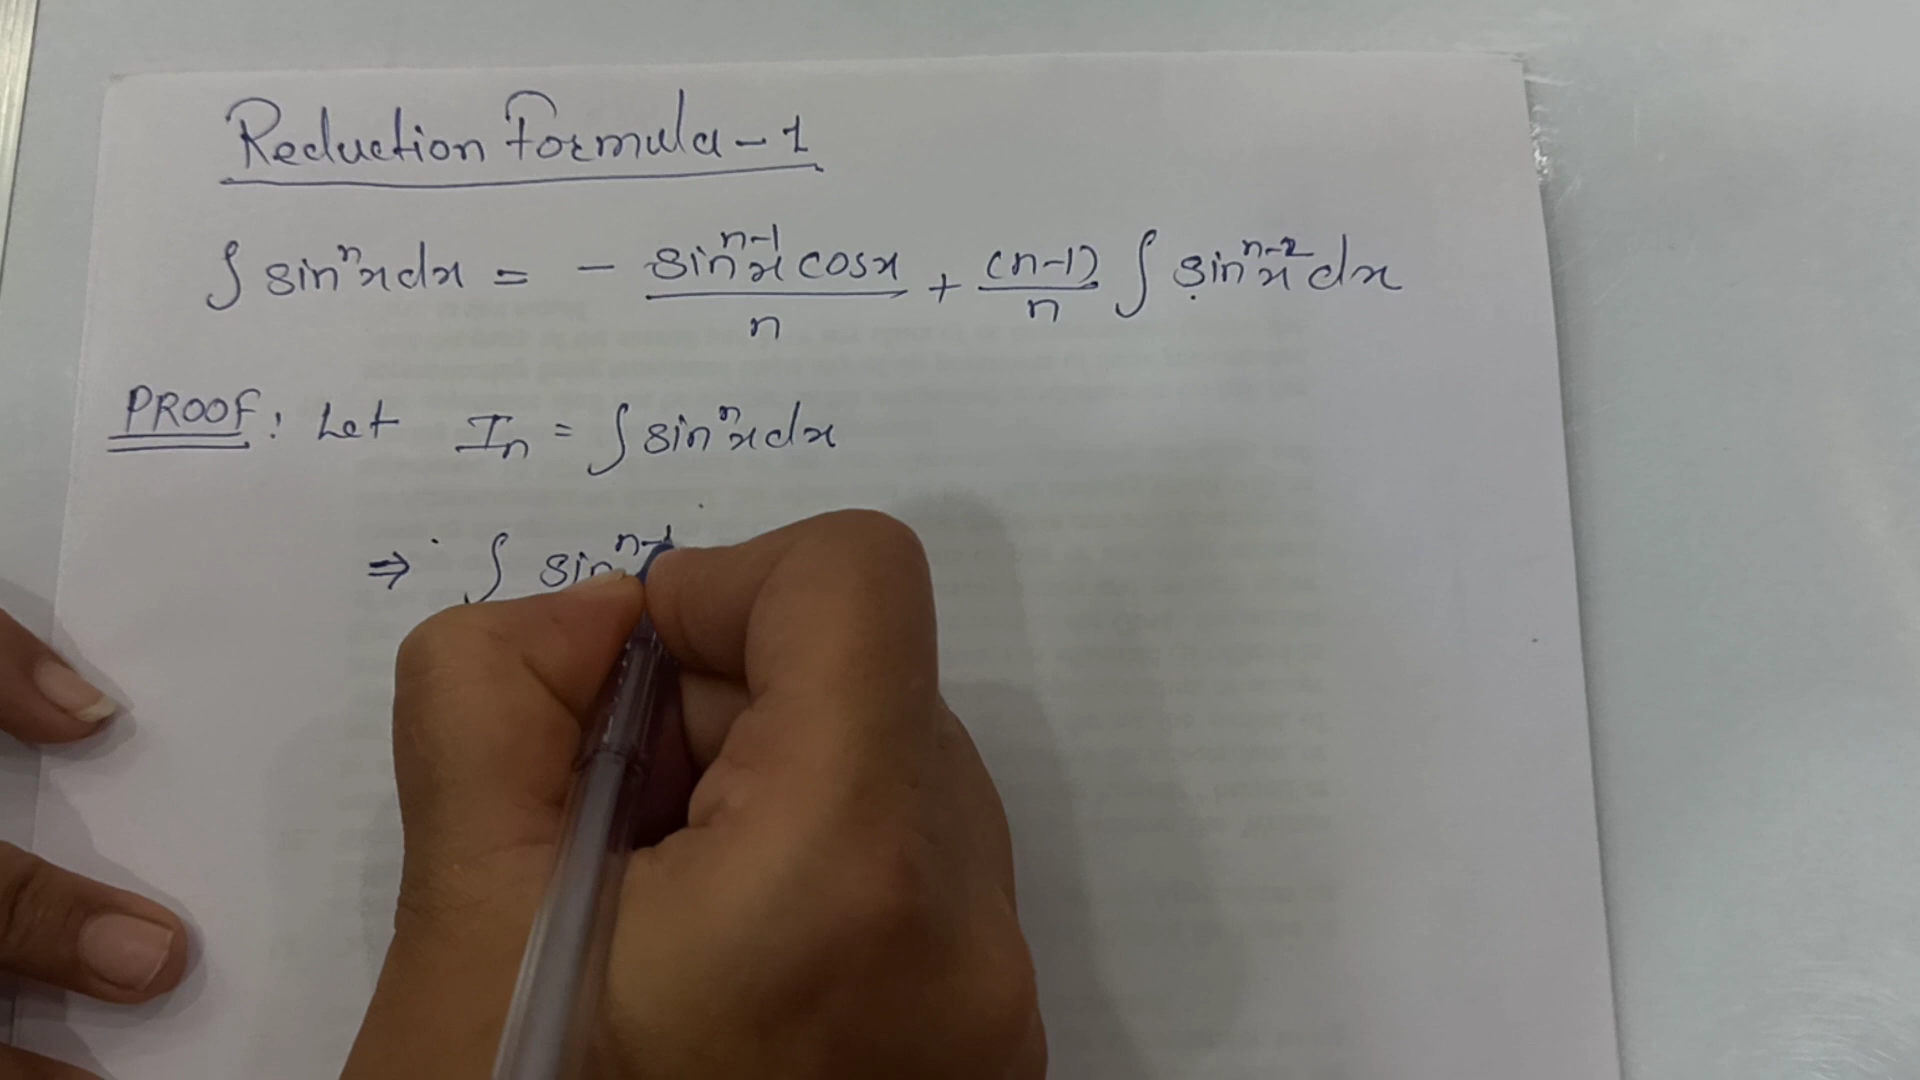 Reduction Formula-1
∫ sinⁿx dx = - sinⁿ⁻¹x cosx / n + (n-1) / n ∫ sinⁿ⁻²x dx
PROOF: Let Iₙ = ∫ sinⁿx dx
⇒ ∫ sinⁿ⁻¹